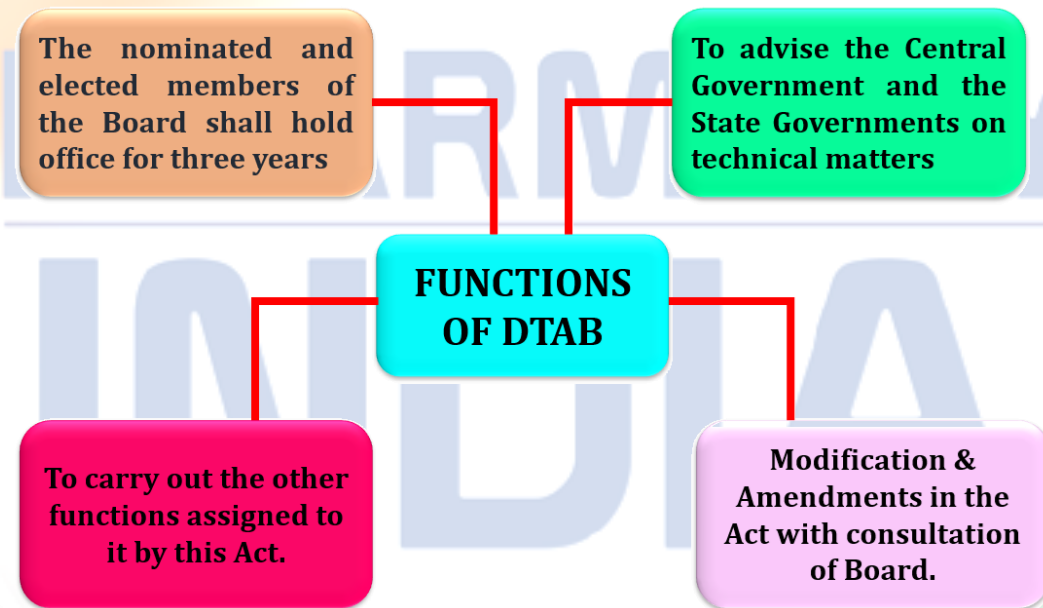 The nominated and
elected members of
the Board shall hold
office for three years
To advise the Central
Government and the
State Governments on
technical matters
FUNCTIONS
OF DTAB
To carry out the other
functions assigned to
it by this Act.
Modification &
Amendments in the
Act with consultation
of Board.
INDIA